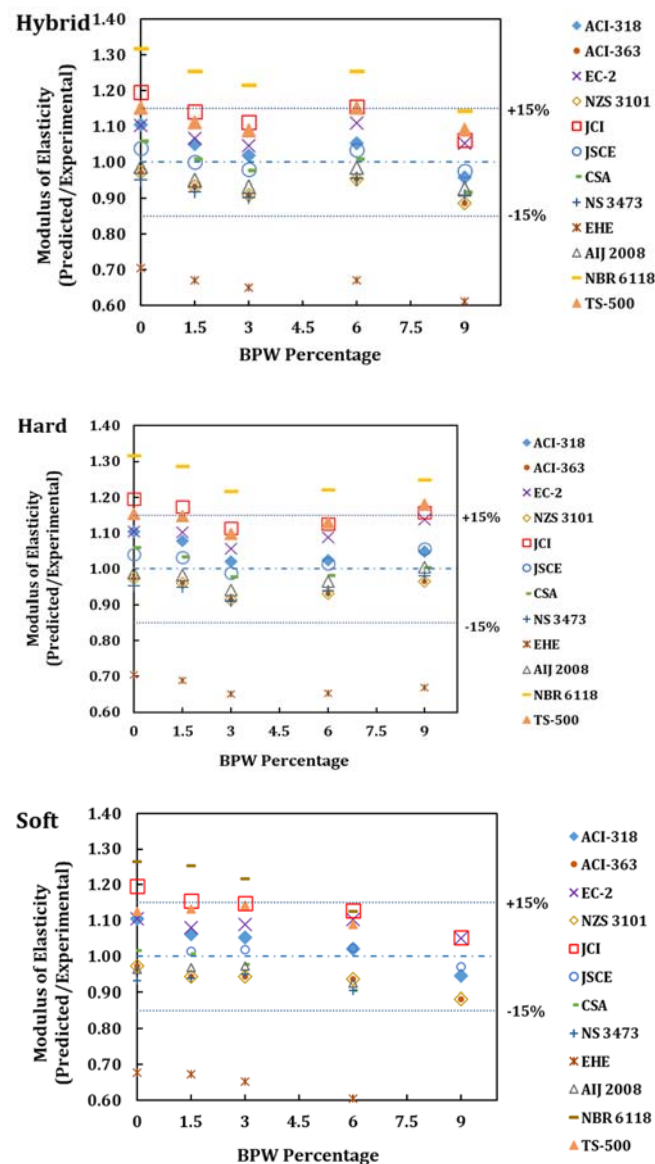 Hybrid
1.40
1.30
1.20
1.10
1.00
0.90
0.80
0.70
0.60
Modulus of Elasticity
(Predicted/Experimental)
+15%
-15%
0 1.5 3 4.5 6 7.5 9
BPW Percentage
ACI-318
ACI-363
EC-2
NZS 3101
JCI
JSCE
CSA
NS 3473
EHE
AIJ 2008
NBR 6118
TS-500
Hard
1.40
1.30
1.20
1.10
1.00
0.90
0.80
0.70
0.60
Modulus of Elasticity
(Predicted/Experimental)
+15%
-15%
0 1.5 3 4.5 6 7.5 9
BPW Percentage
ACI-318
ACI-363
EC-2
NZS 3101
JCI
JSCE
CSA
NS 3473
EHE
AIJ 2008
NBR 6118
TS-500
Soft
1.40
1.30
1.20
1.10
1.00
0.90
0.80
0.70
0.60
Modulus of Elasticity
(Predicted/Experimental)
+15%
-15%
0 1.5 3 4.5 6 7.5 9
BPW Percentage
ACI-318
ACI-363
EC-2
NZS 3101
JCI
JSCE
CSA
NS 3473
EHE
AIJ 2008
NBR 6118
TS-500